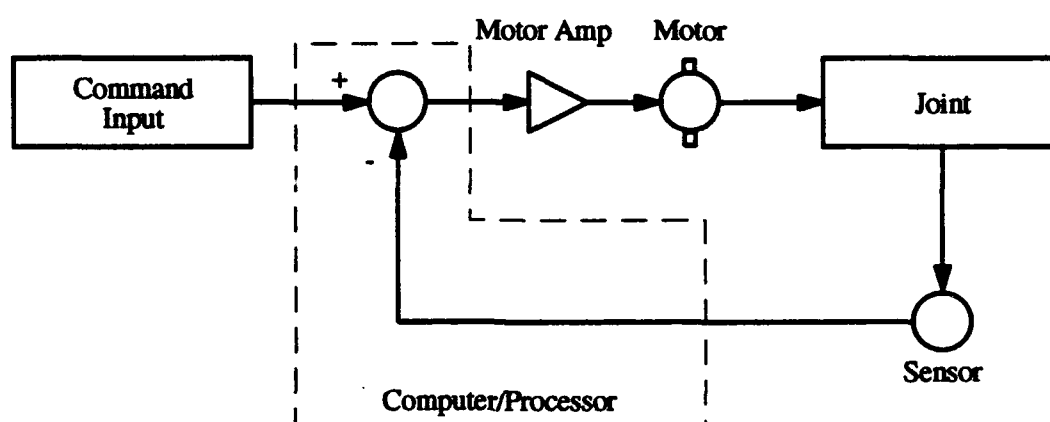 Motor Amp
Motor
Command
Input
+
Joint
-
Sensor
Computer/Processor